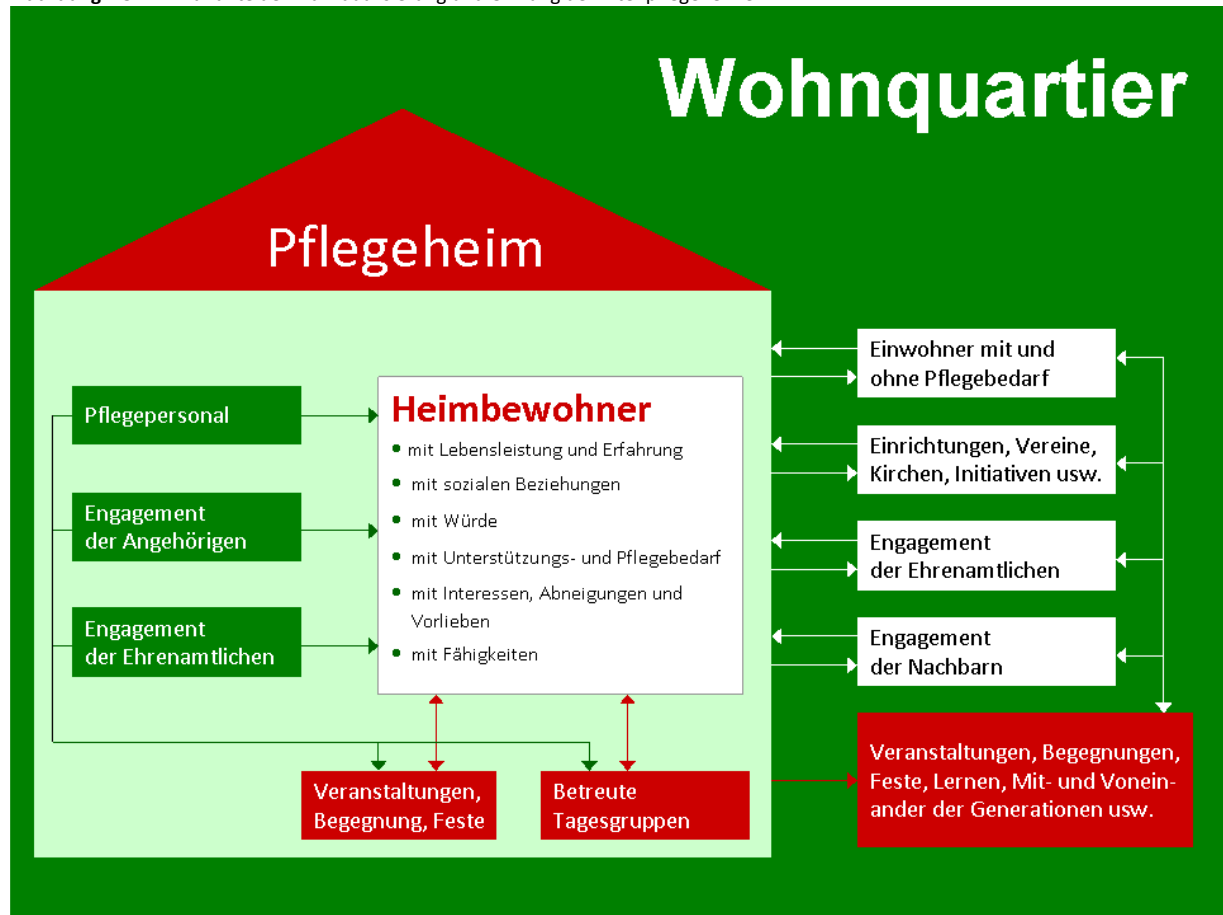 Wohnquartier
Pflegeheim
Pflegepersonal
Engagement
der Angehörigen
Engagement
der Ehrenamtlichen
Heimbewohner
• mit Lebensleistung und Erfahrung
• mit sozialen Beziehungen
• mit Würde
• mit Unterstützungs- und Pflegebedarf
• mit Interessen, Abneigungen und
Vorlieben
• mit Fähigkeiten
Veranstaltungen,
Begegnung, Feste
Betreute
Tagesgruppen
Einwohner mit und
ohne Pflegebedarf
Einrichtungen, Vereine,
Kirchen, Initiativen usw.
Engagement
der Ehrenamtlichen
Engagement
der Nachbarn
Veranstaltungen, Begegnungen,
Feste, Lernen, Mit- und Vonein-
ander der Generationen usw.